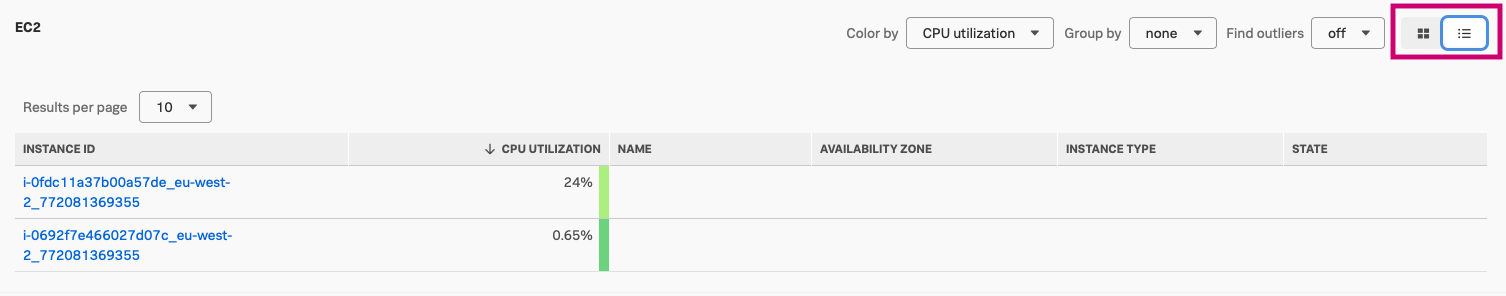 EC2
Color by CPU utilization Group by none Find outliers off
Results per page 10
INSTANCE ID CPU UTILIZATION NAME AVAILABILITY ZONE INSTANCE TYPE STATE
i-0fdc11a37b00a57de_eu-west- 24%
2_772081369355
i-0692f7e466027d07c_eu-west- 0.65%
2_772081369355